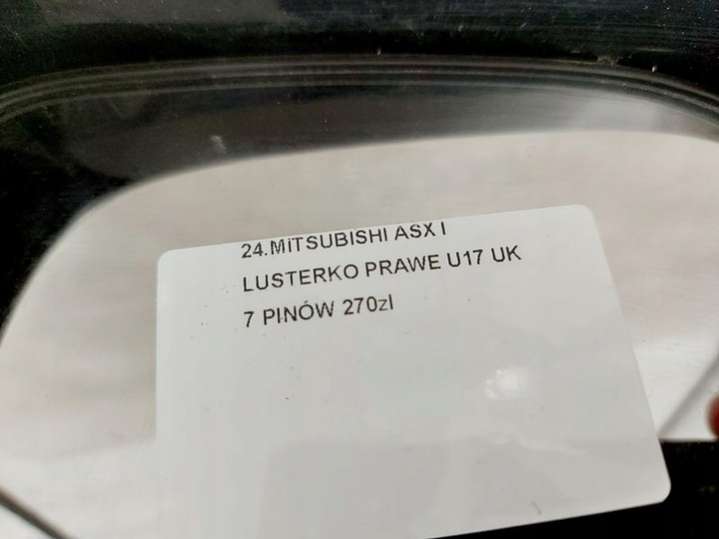 24.MiTSUBISHI ASX I
LUSTERKO PRAWE U17 UK
7 PINÓW 270zl